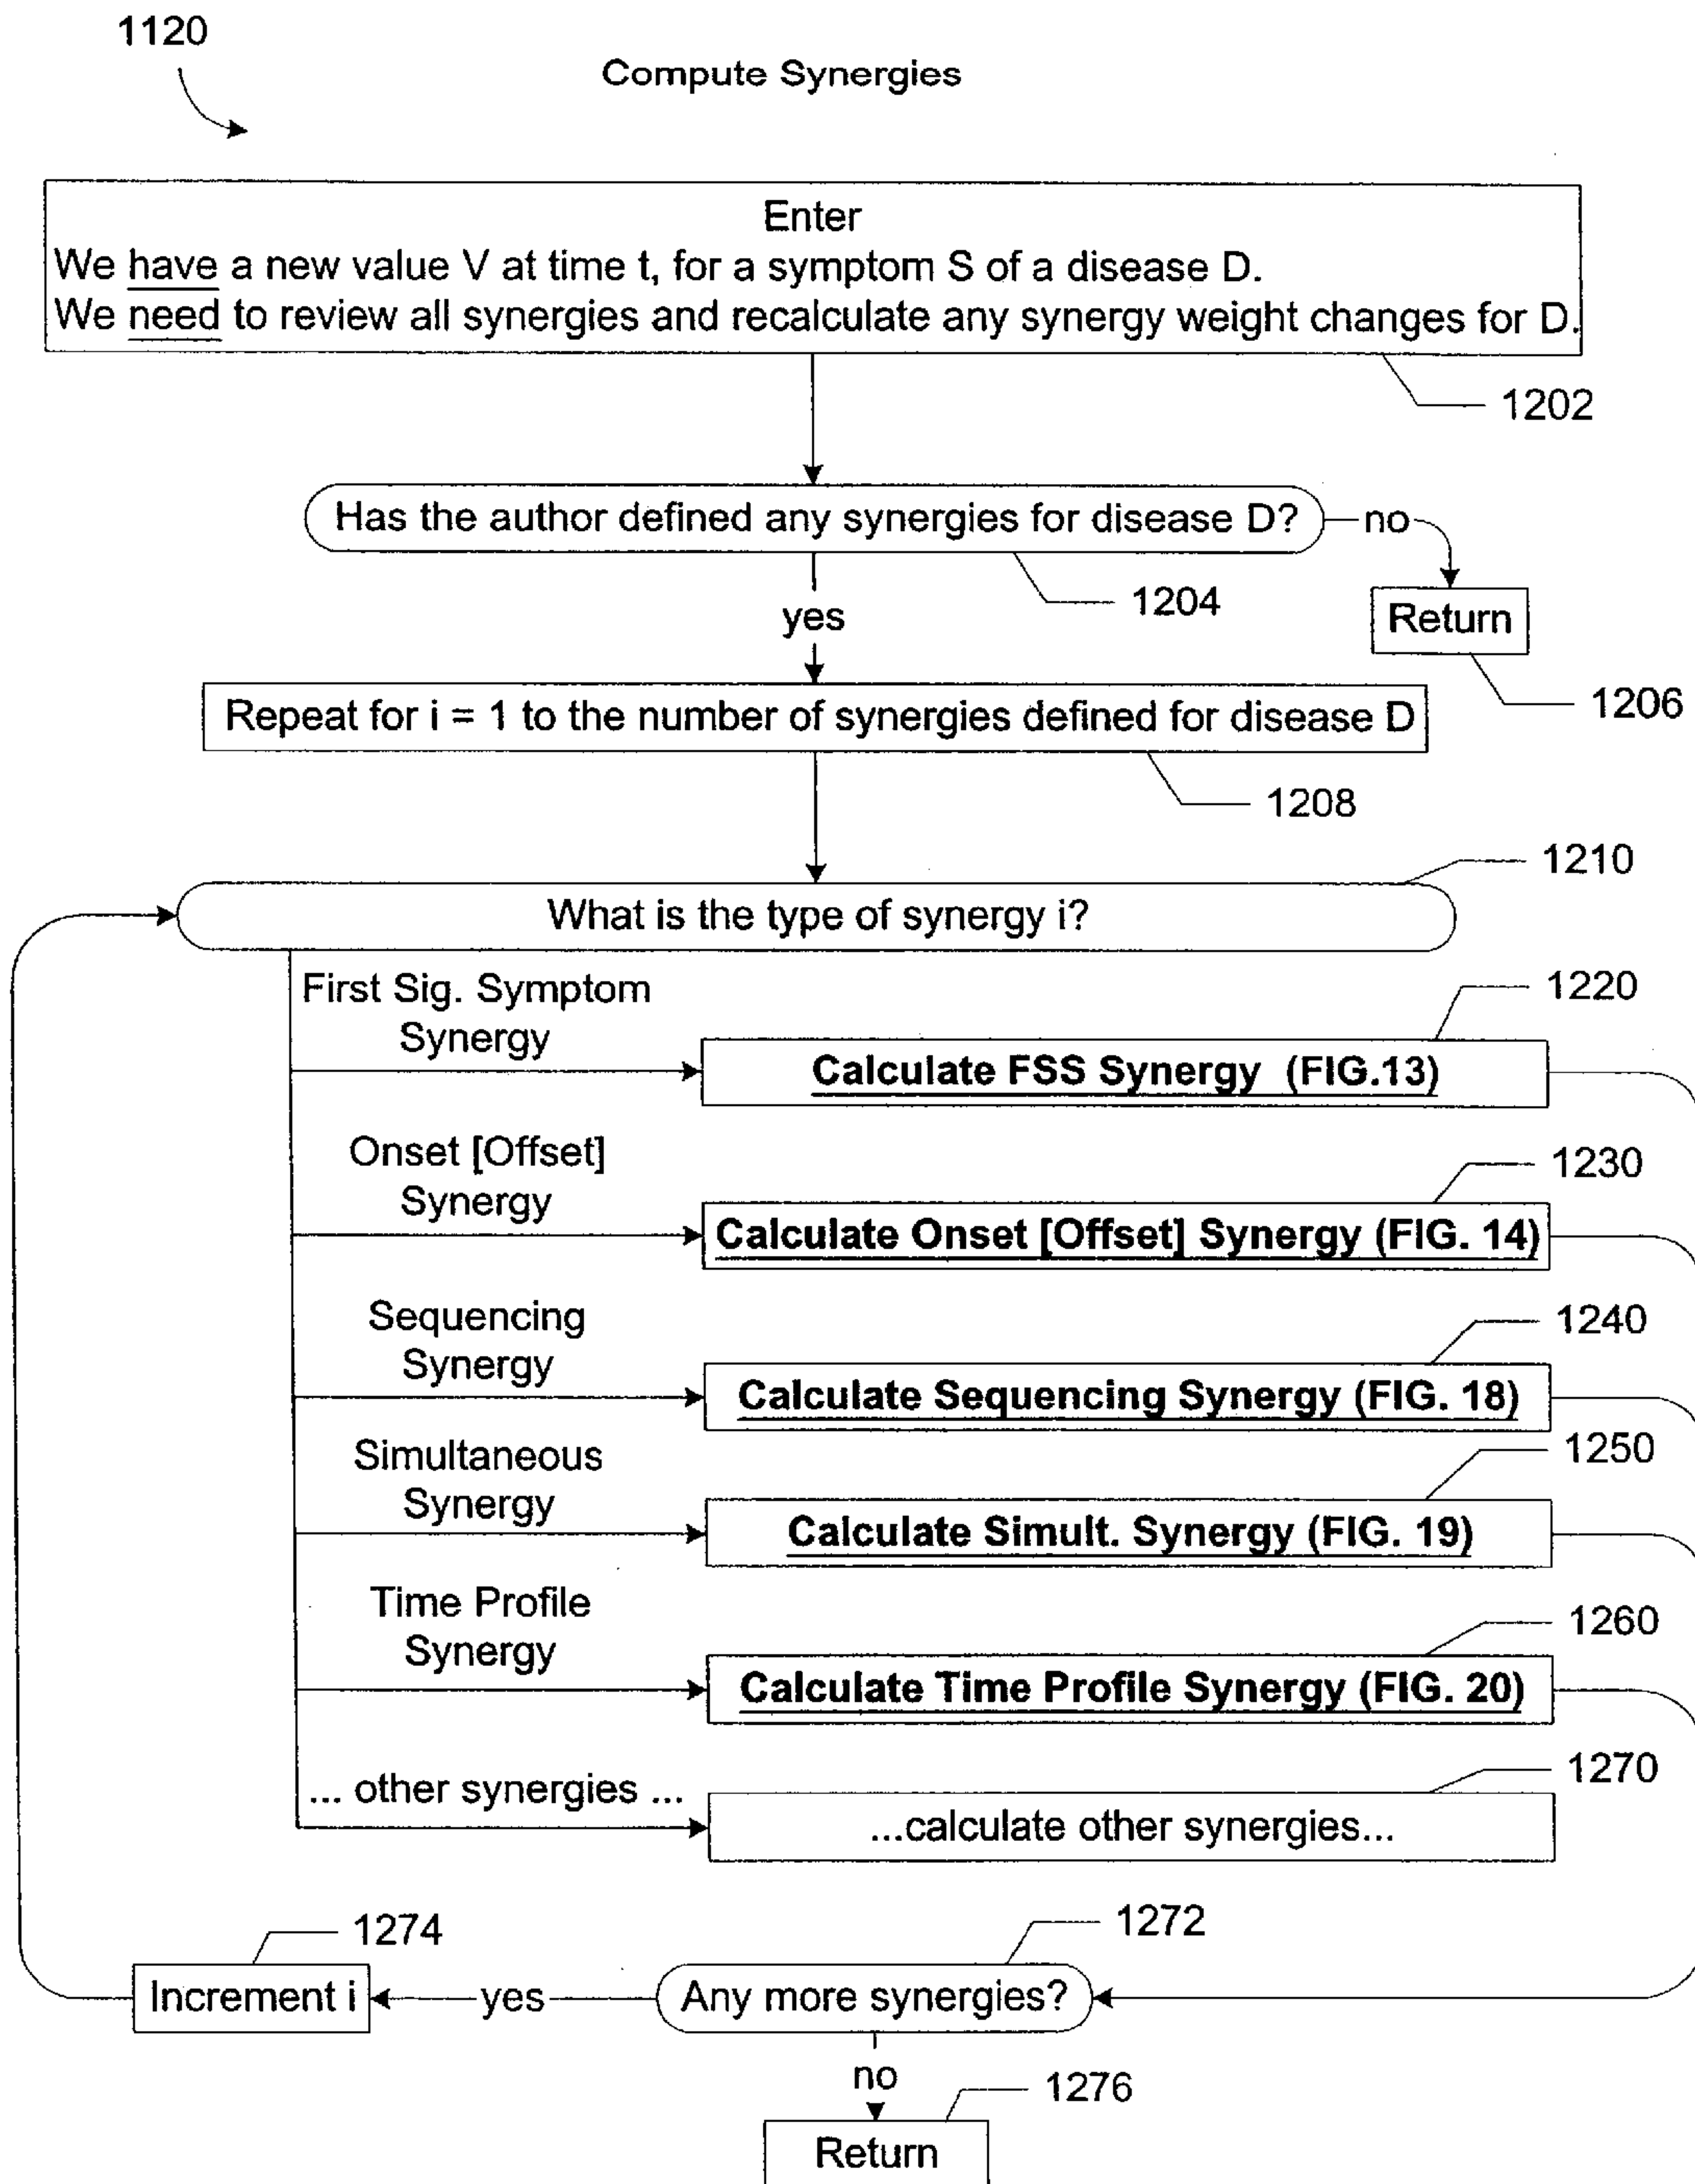 1120
Compute Synergies
Enter
We have a new value V at time t, for a symptom S of a disease D.
We need to review all synergies and recalculate any synergy weight changes for D.
1202
Has the author defined any synergies for disease D?
no
1204
yes
Return
1206
Repeat for i = 1 to the number of synergies defined for disease D
1208
1210
What is the type of synergy i?
First Sig. Symptom
Synergy
1220
Calculate FSS Synergy (FIG.13)
Onset [Offset]
Synergy
1230
Calculate Onset [Offset] Synergy (FIG. 14)
Sequencing
Synergy
1240
Calculate Sequencing Synergy (FIG. 18)
Simultaneous
Synergy
1250
Calculate Simult. Synergy (FIG. 19)
Time Profile
Synergy
1260
Calculate Time Profile Synergy (FIG. 20)
... other synergies ...
1270
...calculate other synergies...
1274
1272
Increment i
yes
Any more synergies?
no
1276
Return